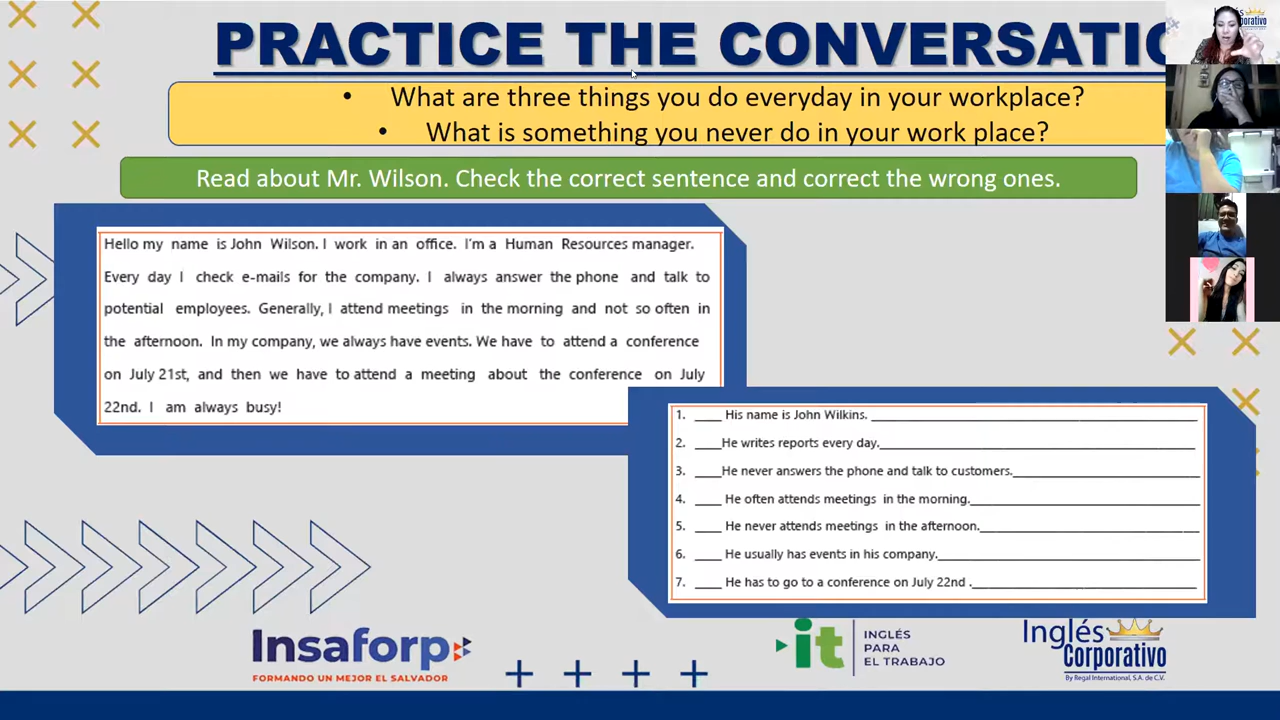 PRACTICE THE CONVERSATIO
• What are three things you do everyday in your workplace?
• What is something you never do in your work place?
Read about Mr. Wilson. Check the correct sentence and correct the wrong ones.
Hello my name is John Wilson. I work in an office. I'm a Human Resources manager.
Every day I check e-mails for the company. I always answer the phone and talk to
potential employees. Generally, I attend meetings in the morning and not so often in
the afternoon. In my company, we always have events. We have to attend a conference
on July 21st, and then we have to attend a meeting about the conference on July
22nd. I am always busy!
1. ____ His name is John Wilkins. ____
2. ____He writes reports every day.____
3. ____He never answers the phone and talk to customers.____
4. ____ He often attends meetings in the morning.____
5. ____ He never attends meetings in the afternoon.____
6. ____ He usually has events in his company.____
7. ____ He has to go to a conference on July 22nd .____
Insaforp
FORMANDO UN MEJOR EL SALVADOR
it
INGLÉS
PARA
EL TRABAJO
Inglés
Corporativo
By Regal International, S.A. de C.V.